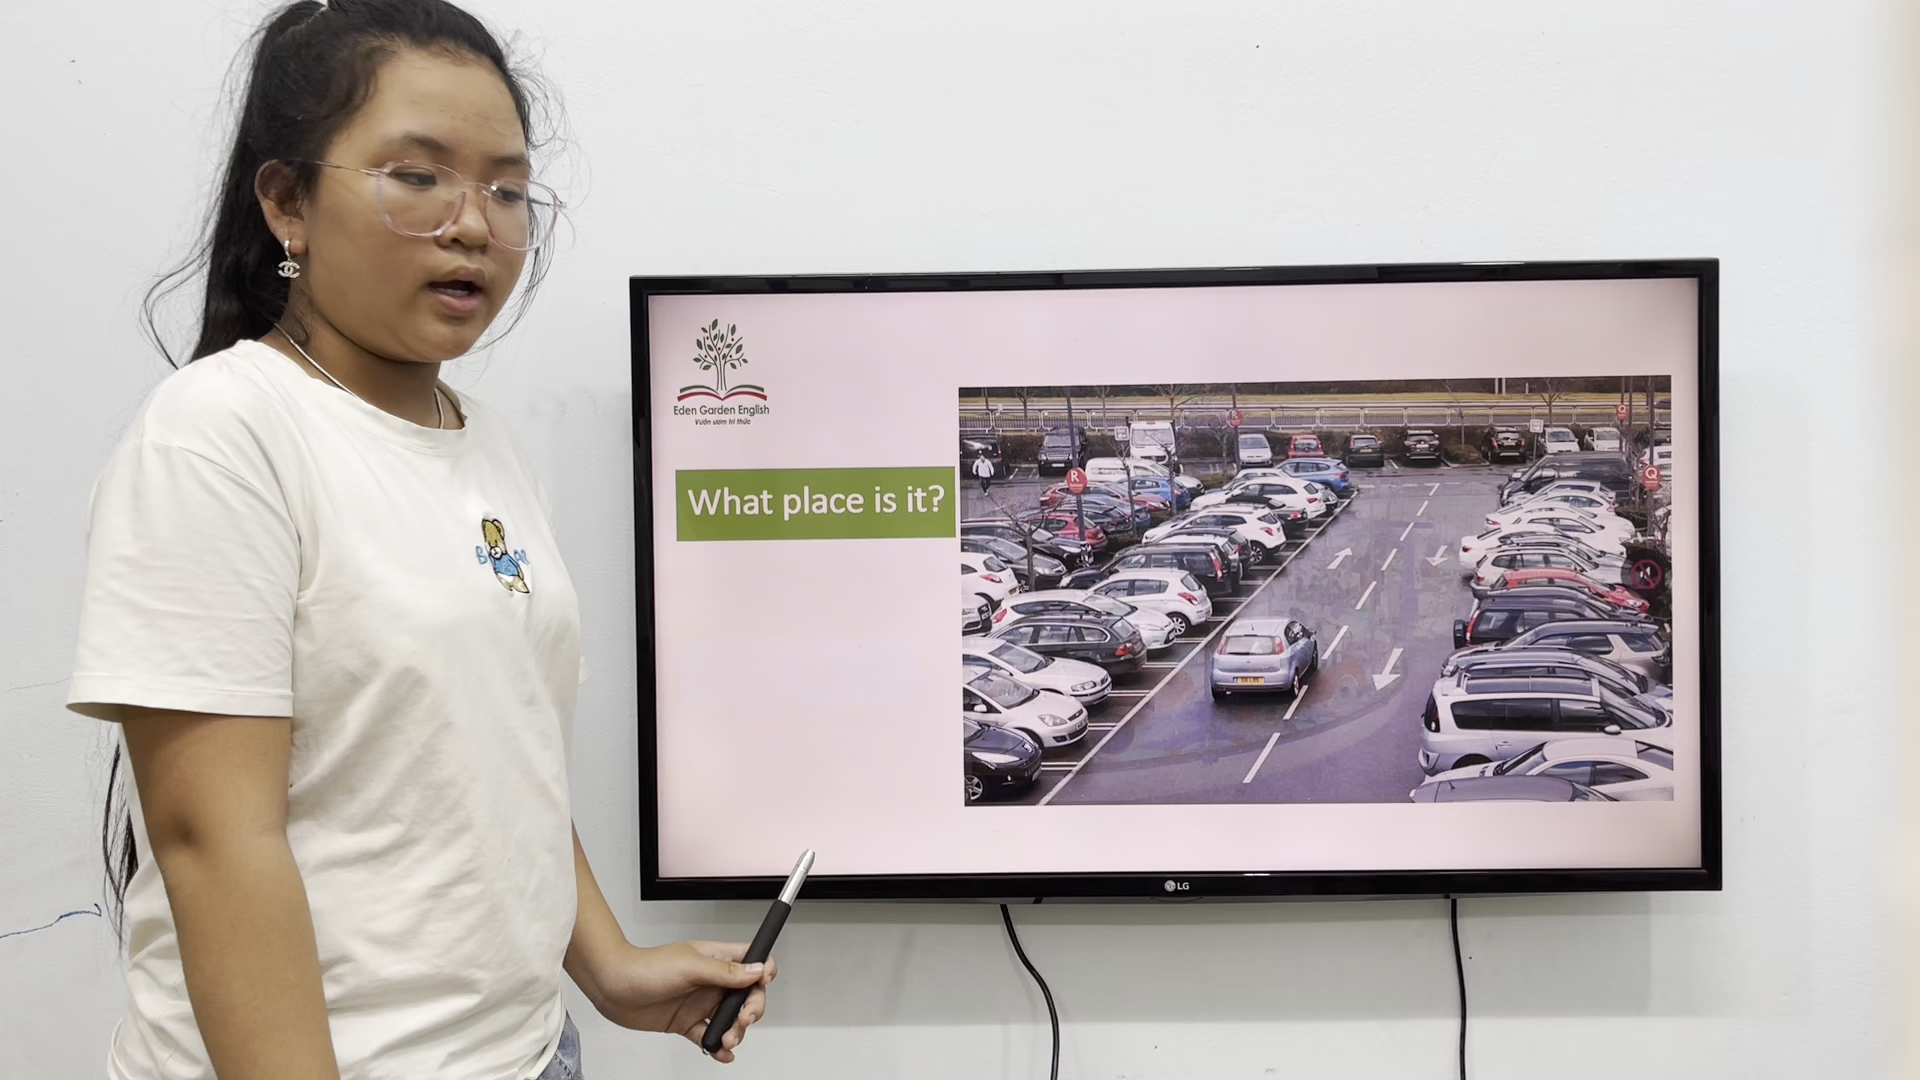 Eden Garden English
Vườn ươm tri thức
What place is it?
R
R
Q
Q
LG